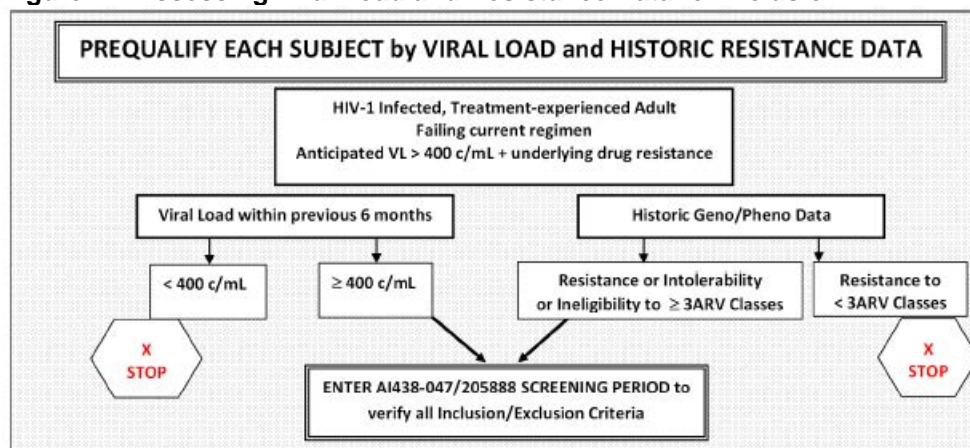 PREQUALIFY EACH SUBJECT by VIRAL LOAD and HISTORIC RESISTANCE DATA
HIV-1 Infected, Treatment-experienced Adult
Failing current regimen
Anticipated VL > 400 c/mL + underlying drug resistance
Viral Load within previous 6 months
Historic Geno/Pheno Data
< 400 c/mL
≥ 400 c/mL
Resistance or Intolerability
or Ineligibility to ≥ 3ARV Classes
Resistance to
< 3ARV Classes
X
STOP
X
STOP
ENTER AI438-047/205888 SCREENING PERIOD to
verify all Inclusion/Exclusion Criteria